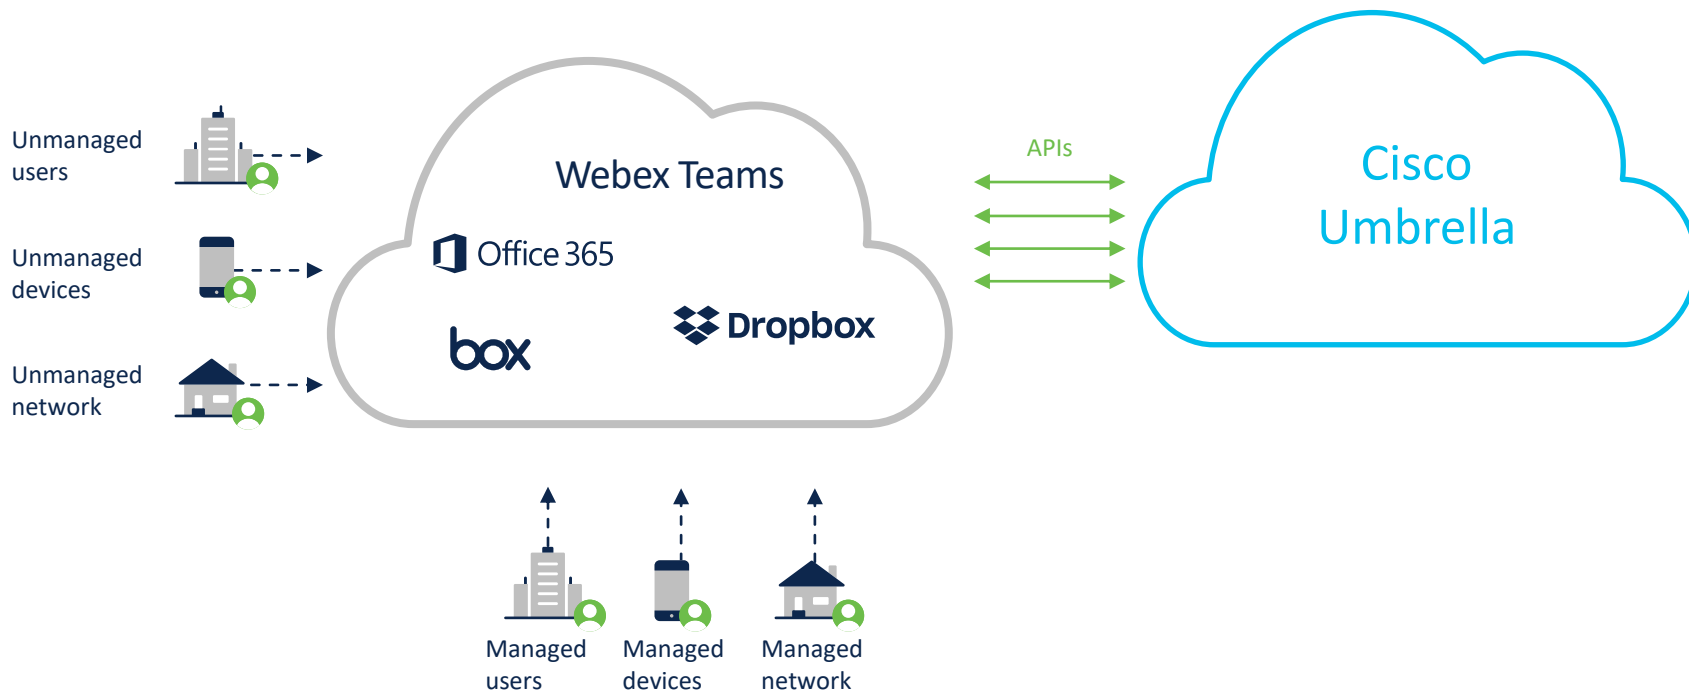 Unmanaged
users
Unmanaged
devices
Unmanaged
network
Webex Teams
Office 365
box
Dropbox
APIs
Cisco
Umbrella
Managed
users
Managed
devices
Managed
network